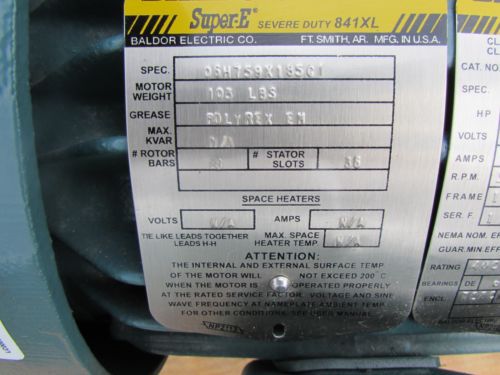 Super-E SEVERE DUTY 841XL
BALDOR ELECTRIC CO. FT. SMITH, AR. MFG. IN U.S.A.
SPEC. 06H759X185G1
MOTOR WEIGHT 105 LBS
GREASE POLYREX EM
MAX. KVAR N/A
# ROTOR BARS # STATOR SLOTS 36
SPACE HEATERS
VOLTS N/A AMPS N/A
TIE LIKE LEADS TOGETHER MAX. SPACE
LEADS H-H HEATER TEMP. N/A
ATTENTION:
THE INTERNAL AND EXTERNAL SURFACE TEMP.
OF THE MOTOR WILL NOT EXCEED 200°C
WHEN THE MOTOR IS OPERATED PROPERLY
AT THE RATED SERVICE FACTOR, VOLTAGE AND SINE
WAVE FREQUENCY AT NAMEPLATE AMBIENT TEMP.
FOR OTHER CONDITIONS, SEE USER MANUAL.
CAT. NO
SPEC.
HP
VOLTS
AMPS
R.P.M.
FRAME
SER. F.
NEMA NOM. EF
GUAR. MIN. EF
RATING
BEARINGS DE
ENCL.
BALDOR ELECTRI